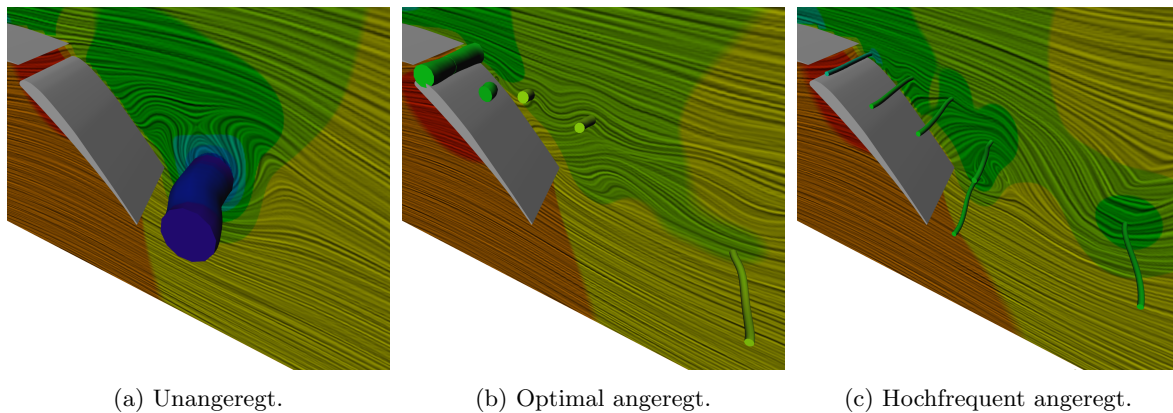 (a) Unangeregt.
(b) Optimal angeregt.
(c) Hochfrequent angeregt.